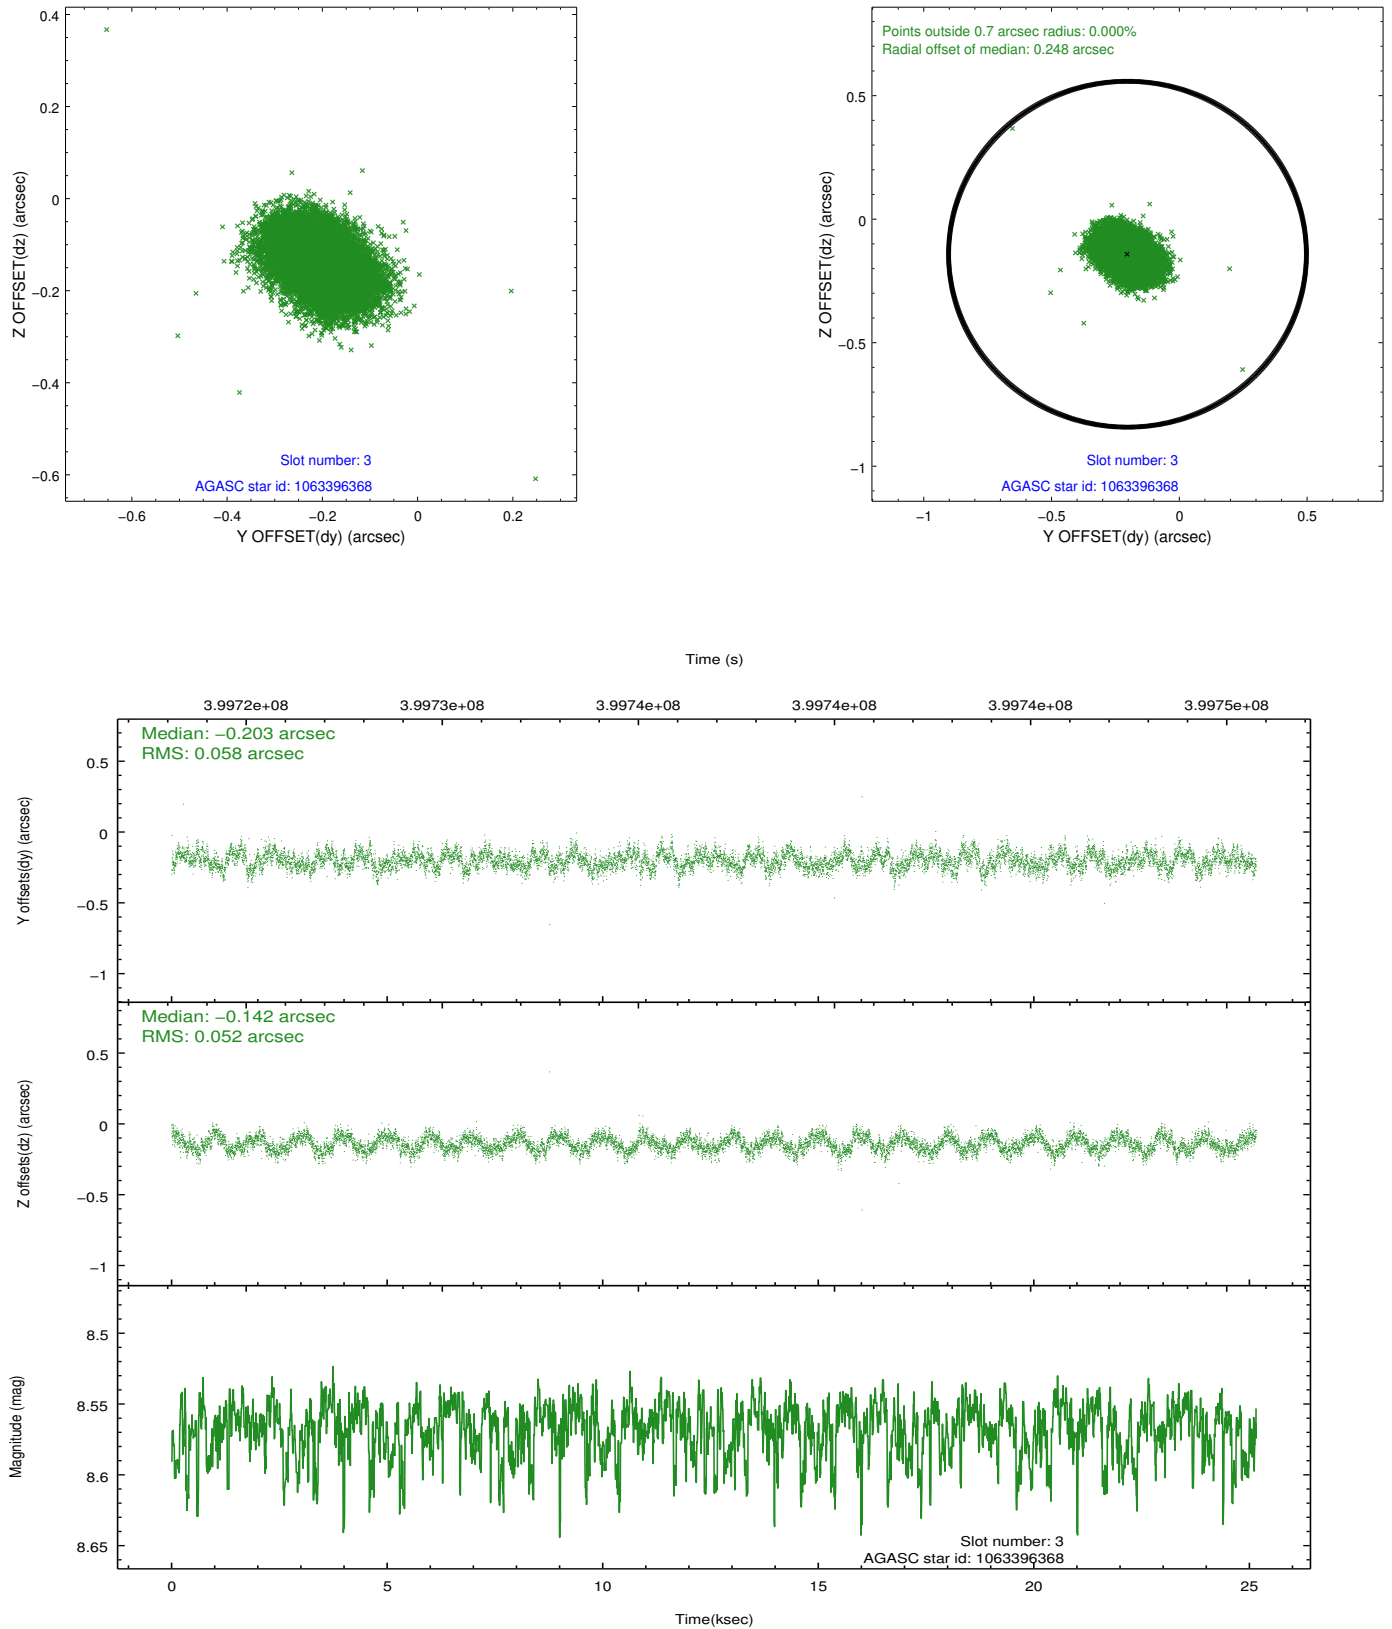 0.4
0.2
0
−0.2
−0.4
−0.6
Z OFFSET(dz) (arcsec)
Slot number: 3
AGASC star id: 1063396368
−0.6
−0.4
−0.2
0
0.2
Y OFFSET(dy) (arcsec)
Points outside 0.7 arcsec radius: 0.000%
Radial offset of median: 0.248 arcsec
0.5
0
−0.5
−1
Z OFFSET(dz) (arcsec)
Slot number: 3
AGASC star id: 1063396368
−1
−0.5
0
0.5
Y OFFSET(dy) (arcsec)
Time (s)
3.9972e+08
3.9973e+08
3.9974e+08
3.9974e+08
3.9974e+08
3.9975e+08
Median: −0.203 arcsec
RMS: 0.058 arcsec
0.5
0
−0.5
−1
Y offsets(dy) (arcsec)
Median: −0.142 arcsec
RMS: 0.052 arcsec
0.5
0
−0.5
−1
Z offsets(dz) (arcsec)
8.5
8.55
8.6
8.65
Magnitude (mag)
Slot number: 3
AGASC star id: 1063396368
0
5
10
15
20
25
Time(ksec)